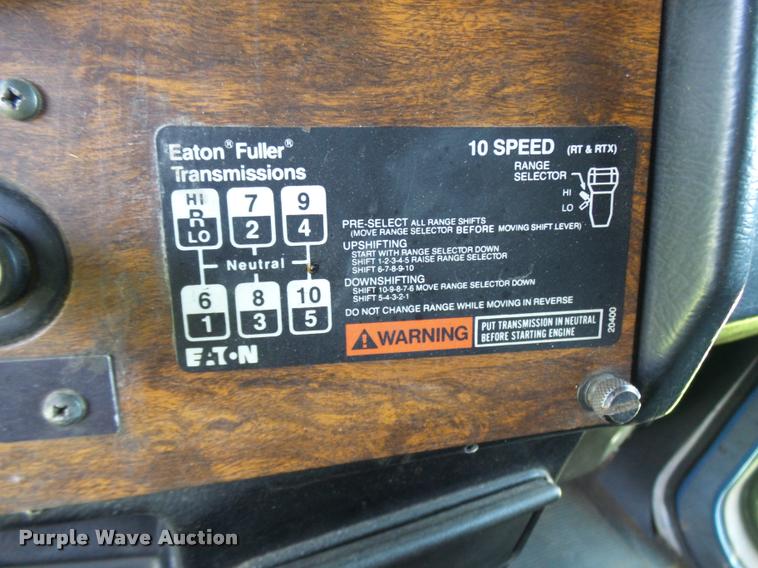 Eaton® Fuller®
Transmissions
10 SPEED (RT & RTX)
RANGE
SELECTOR
HI
LO
HI
R
LO
7
2
9
4
Neutral
6
1
8
3
10
5
PRE-SELECT ALL RANGE SHIFTS
(MOVE RANGE SELECTOR BEFORE MOVING SHIFT LEVER)
UPSHIFTING
START WITH RANGE SELECTOR DOWN
SHIFT 1-2-3-4-5 RAISE RANGE SELECTOR
SHIFT 6-7-8-9-10
DOWNSHIFTING
SHIFT 10-9-8-7-6 MOVE RANGE SELECTOR DOWN
SHIFT 5-4-3-2-1
DO NOT CHANGE RANGE WHILE MOVING IN REVERSE
WARNING
PUT TRANSMISSION IN NEUTRAL
BEFORE STARTING ENGINE
20400
EATON
Purple Wave Auction